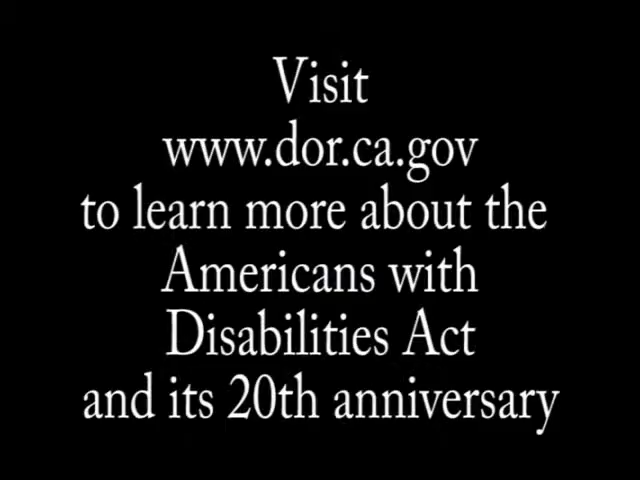 Visit
www.dor.ca.gov
to learn more about the
Americans with
Disabilities Act
and its 20th anniversary